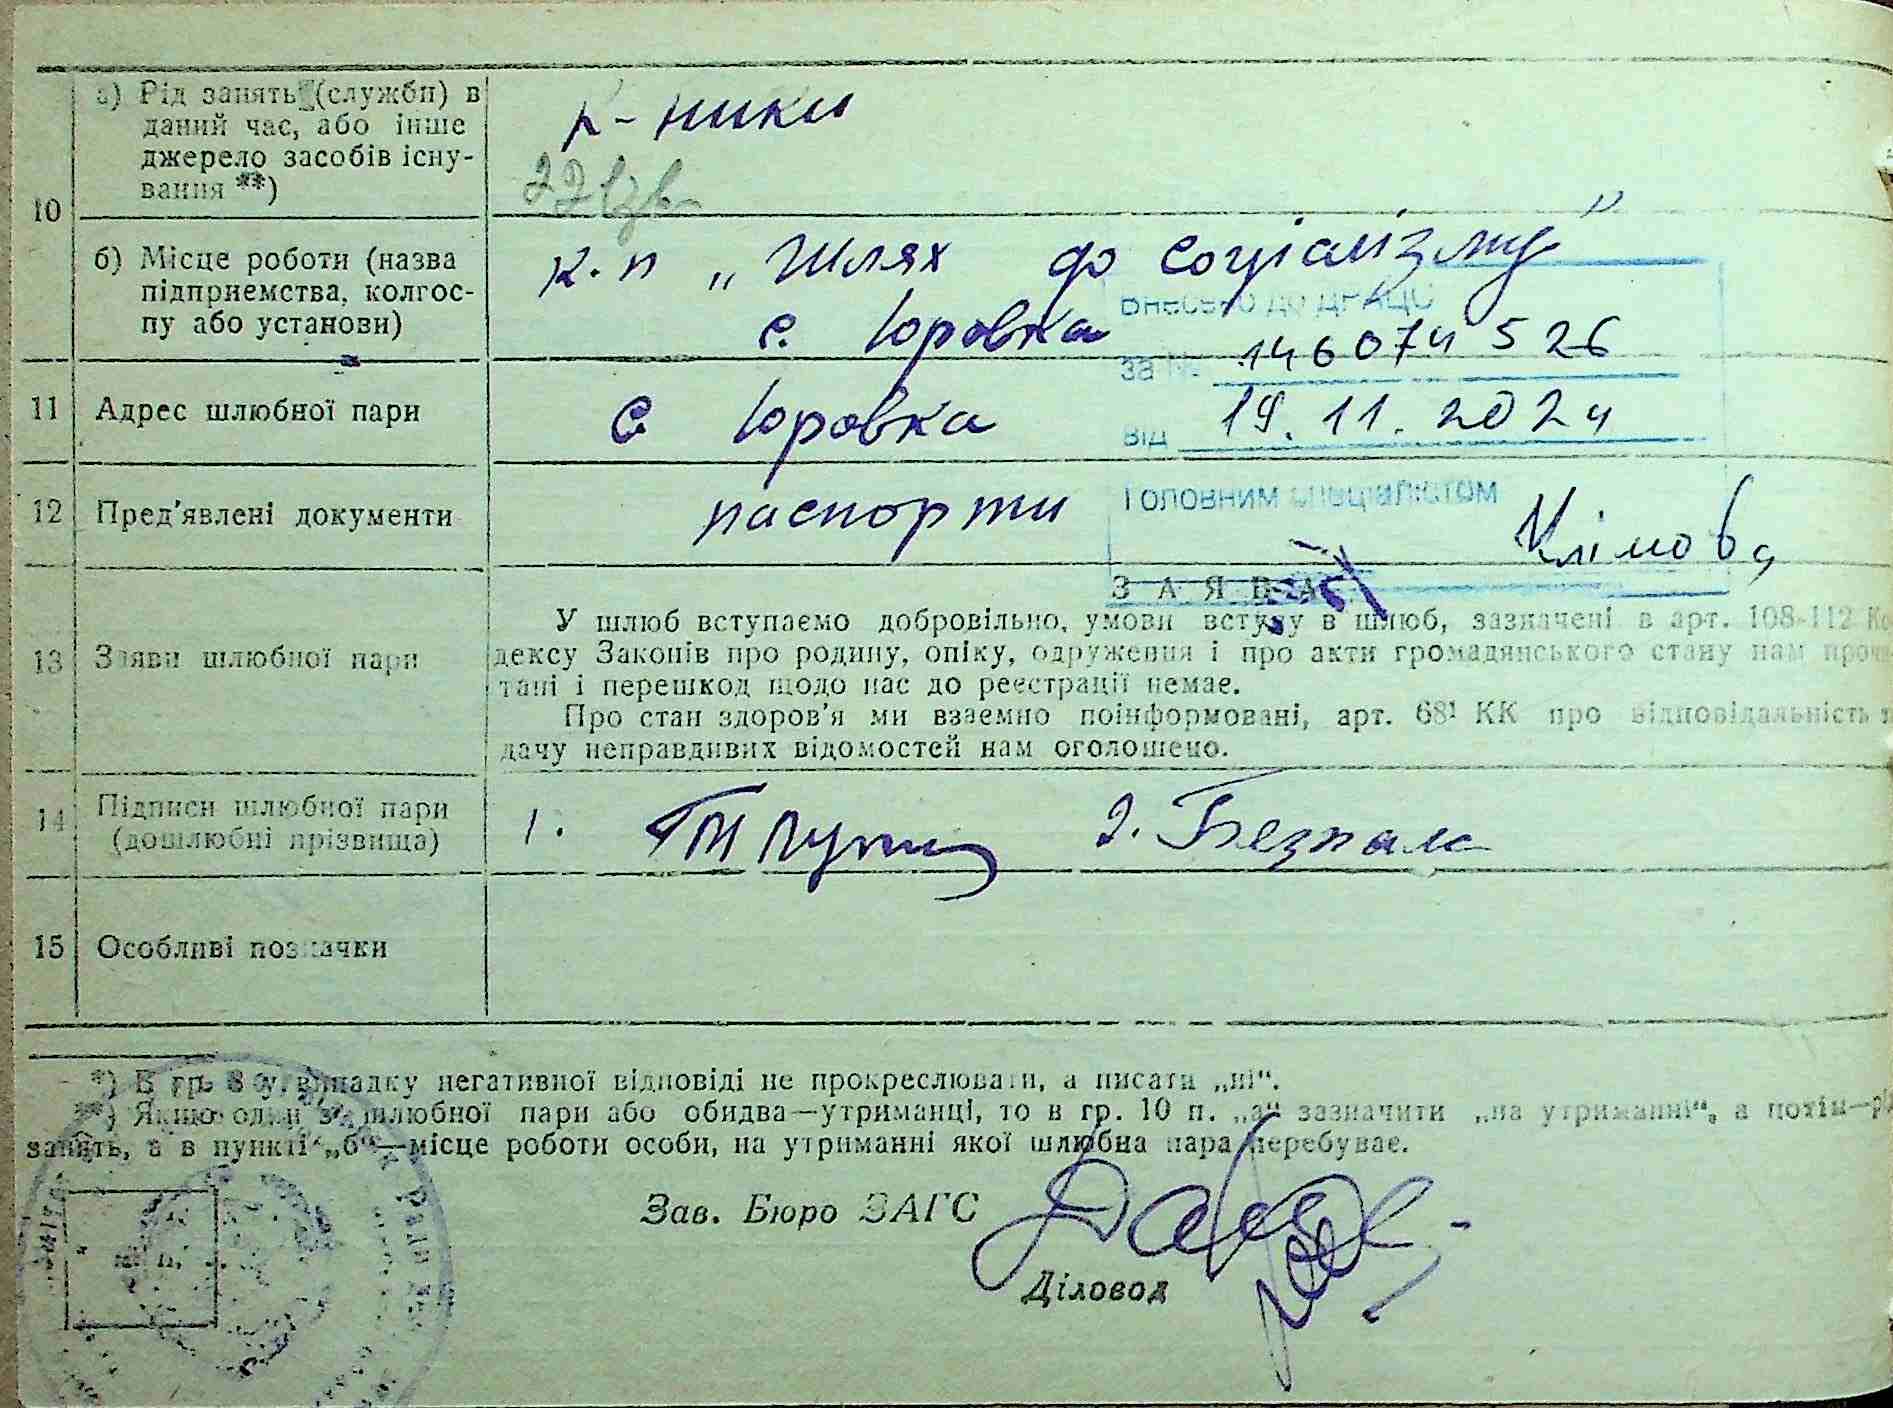 10
а) Рід занять (служби) в
даний час, або інше
джерело засобів існу-
вання **)
к-ники
б) Місце роботи (назва
підприємства, колгос-
пу або установи)
к.п „Шлях до соціалізму"
с. Юровка
Внесено до ДРАЦС
за № 146074526
від 19.11.2024
Головним спеціалістом
11 Адрес шлюбної пари
с Юровка
12 Пред'явлені документи
паспорти
Клімова
13 Заяви шлюбної пари
ЗАЯВА
У шлюб вступаємо добровільно, умови вступу в шлюб, зазначені в арт. 108-112 Ко-
дексу Законів про родину, опіку, одруження і про акти громадянського стану нам прочи-
тані і перешкод щодо нас до реєстрації немає.
Про стан здоров'я ми взаємно поінформовані, арт. 68¹ КК про відповідальність з
дачу неправдивих відомостей нам оголошено.
14 Підписи шлюбної пари
(дошлюбні прізвища)
1.
2. Безпала
15 Особливі позначки
*) В гр. 8 у випадку негативної відповіді не прокреслювати, а писати „ні“.
**) Якщо один з шлюбної пари або обидва—утриманці, то в гр. 10 п. „а“ зазначити „на утриманні“, а потім—рі
занять, а в пункті „б“—місце роботи особи, на утриманні якої шлюбна пара перебуває.
Зав. Бюро ЗАГС
Діловод